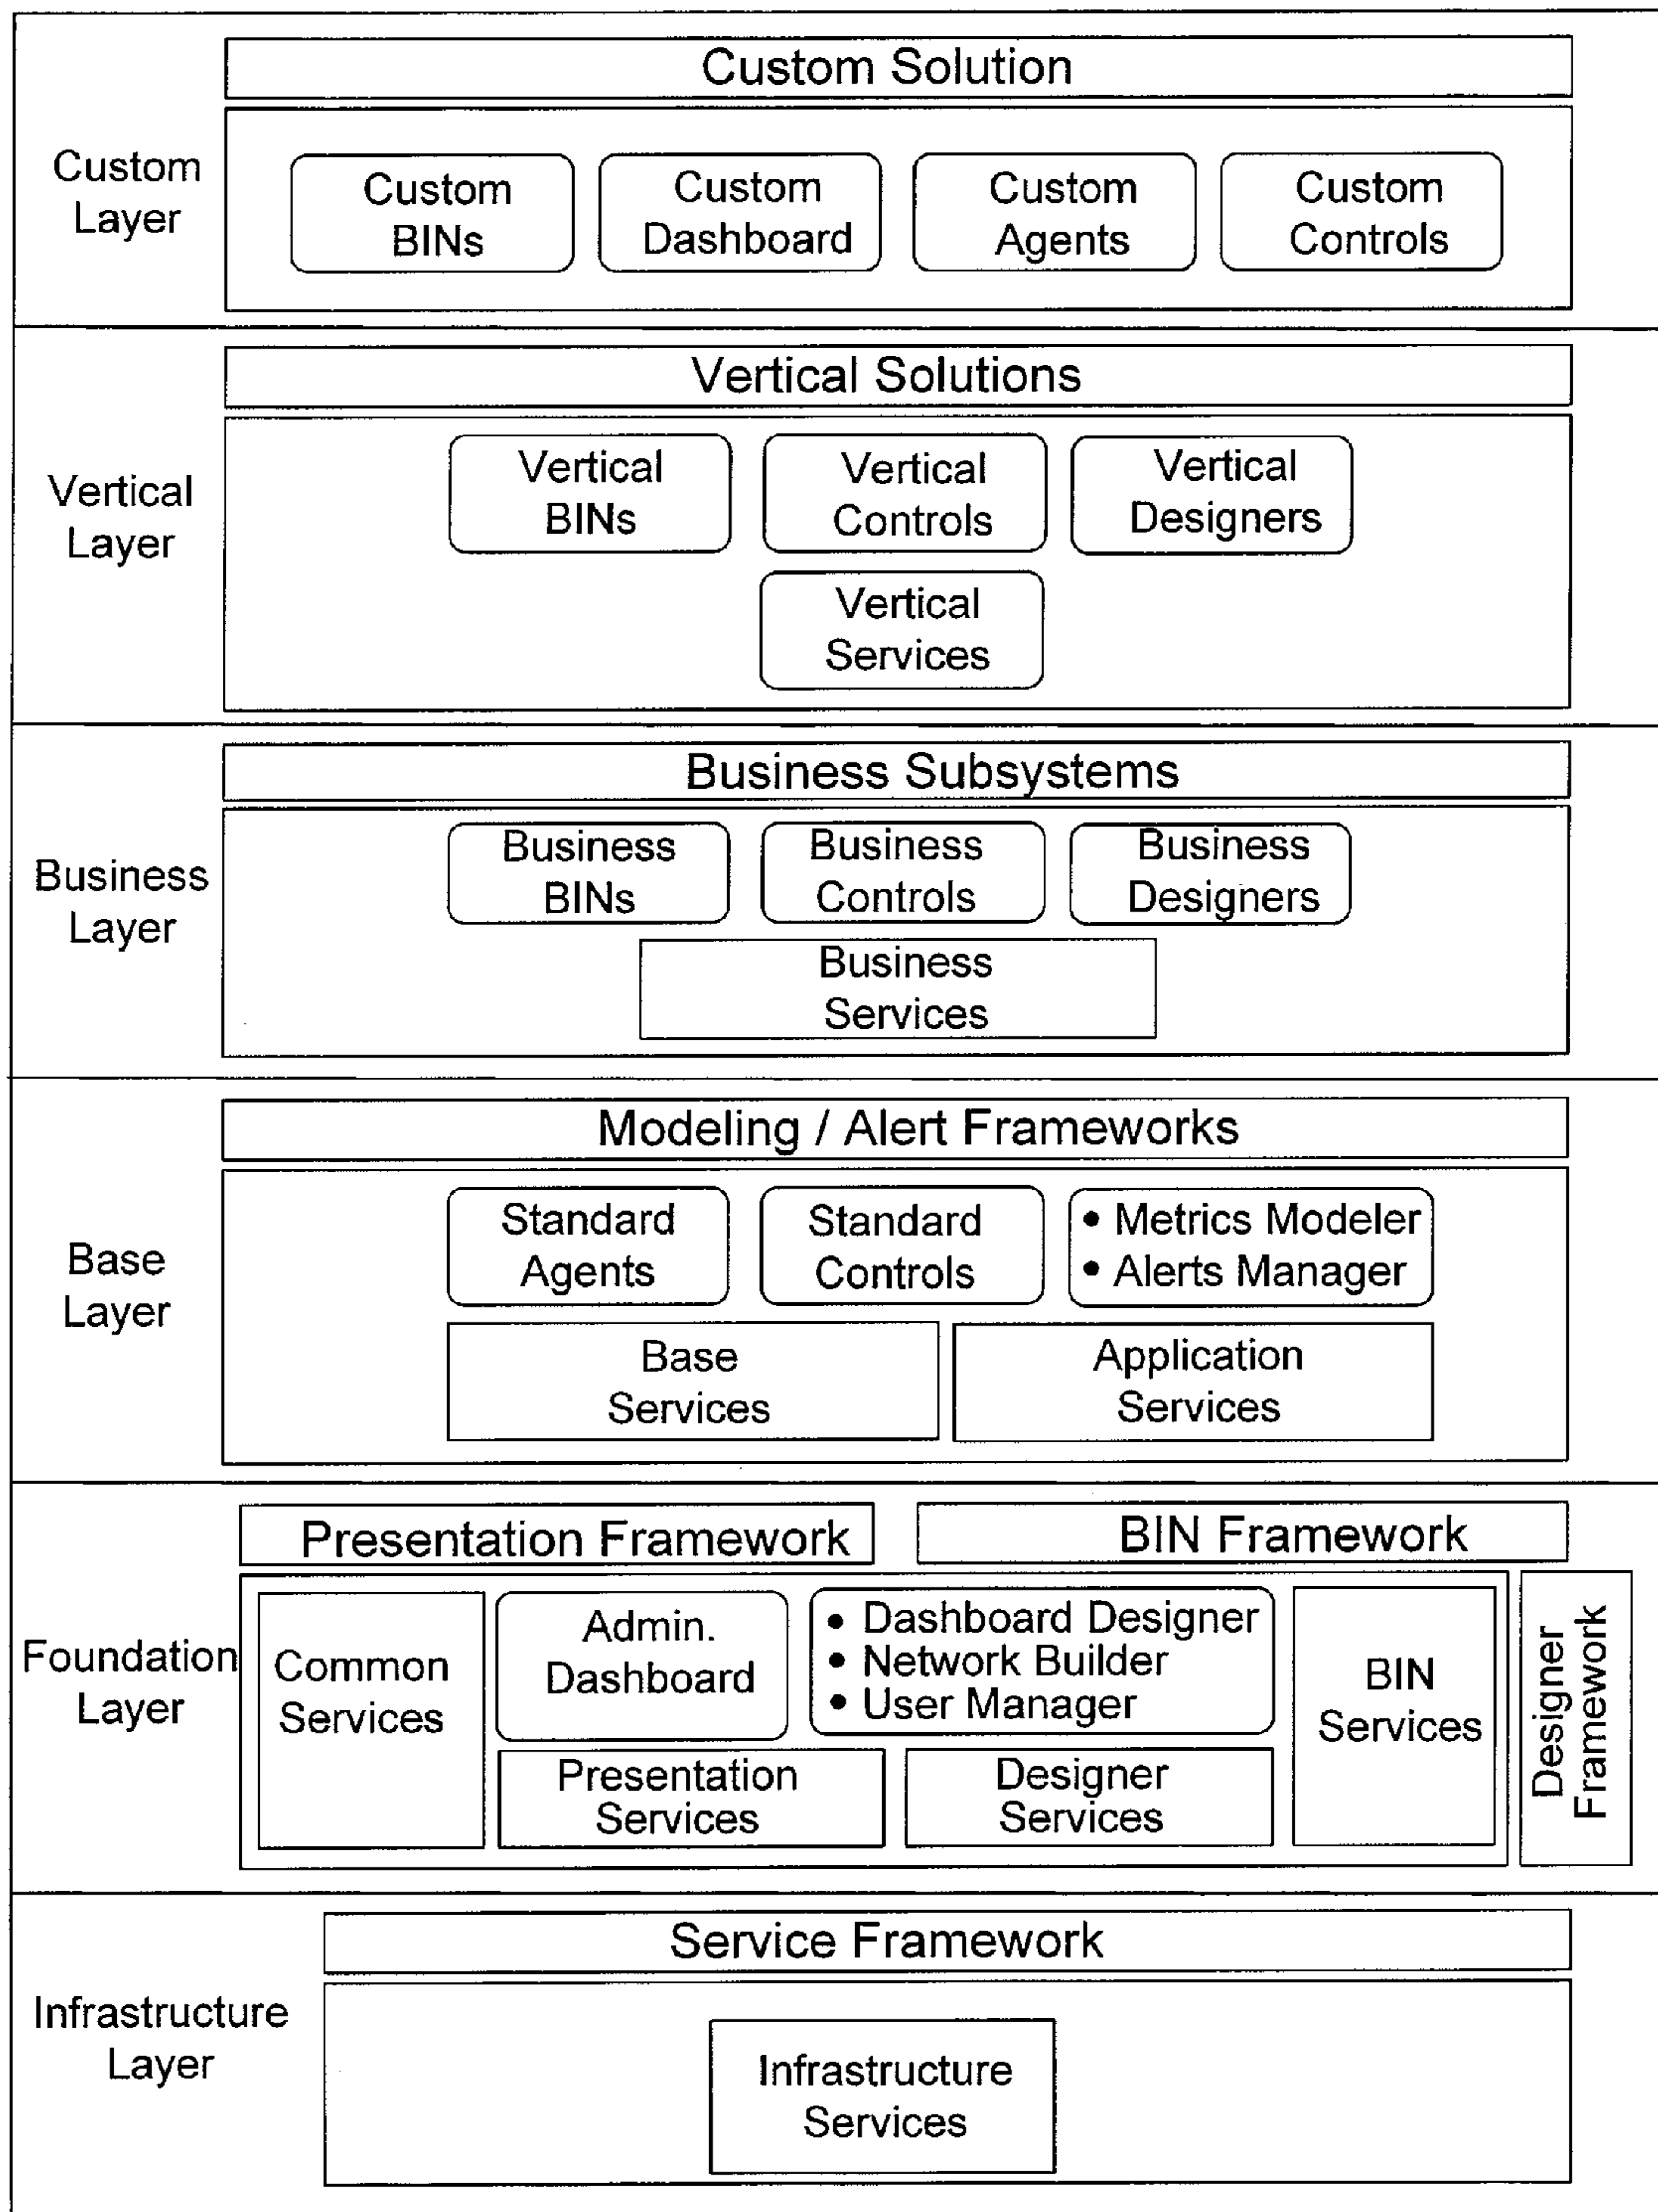 Custom Solution
Custom
Layer
Custom
BINs
Custom
Dashboard
Custom
Agents
Custom
Controls
Vertical Solutions
Vertical
Layer
Vertical
BINs
Vertical
Controls
Vertical
Designers
Vertical
Services
Business Subsystems
Business
Layer
Business
BINs
Business
Controls
Business
Designers
Business
Services
Modeling / Alert Frameworks
Base
Layer
Standard
Agents
Standard
Controls
• Metrics Modeler
• Alerts Manager
Base
Services
Application
Services
Presentation Framework
BIN Framework
Foundation
Layer
Common
Services
Admin.
Dashboard
• Dashboard Designer
• Network Builder
• User Manager
BIN
Services
Presentation
Services
Designer
Services
Designer
Framework
Service Framework
Infrastructure
Layer
Infrastructure
Services